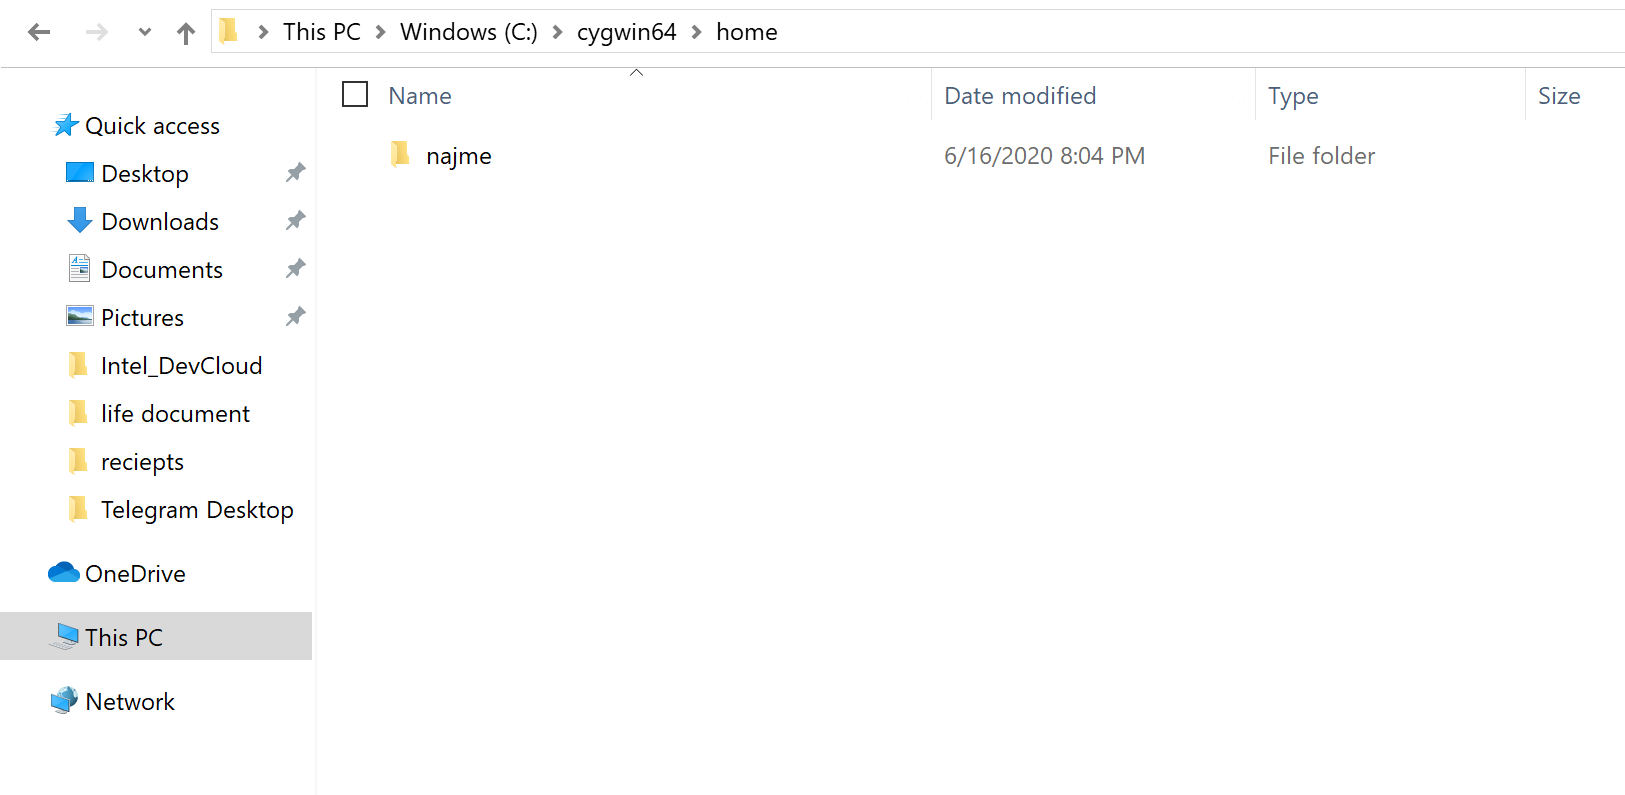 This PC > Windows (C:) > cygwin64 > home
Name Date modified Type Size
najme 6/16/2020 8:04 PM File folder
Quick access
Desktop
Downloads
Documents
Pictures
Intel_DevCloud
life document
reciepts
Telegram Desktop
OneDrive
This PC
Network